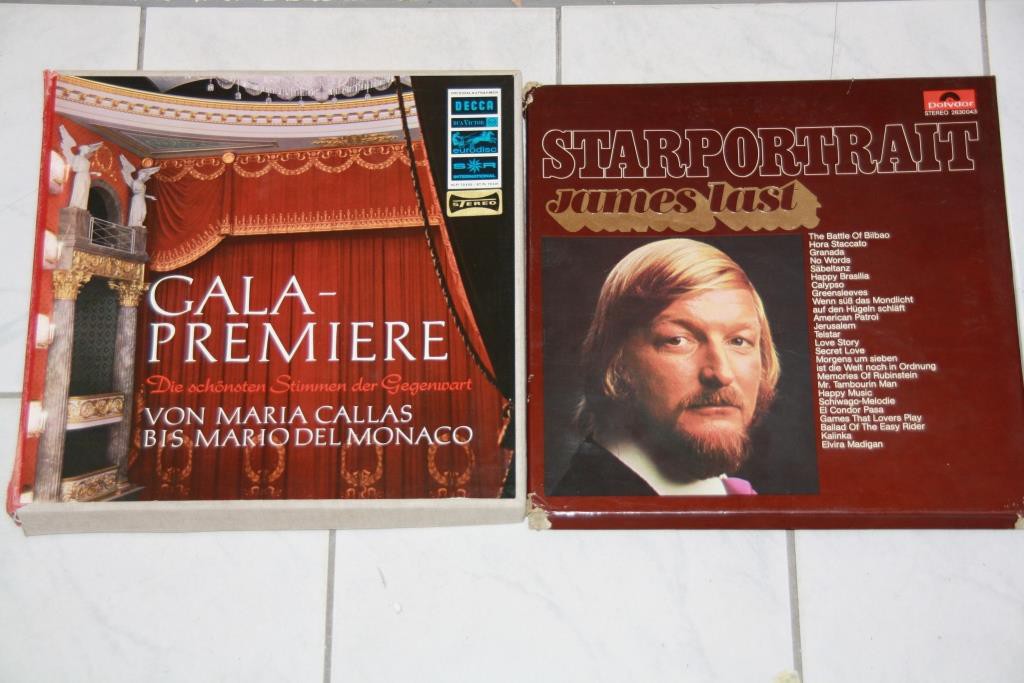 ORIGINALAUFNAHMEN
DECCA
RCA VICTOR
eurodisc
S R
INTERNATIONAL
STEREO
GALA-
PREMIERE
Die schönsten Stimmen der Gegenwart
VON MARIA CALLAS
BIS MARIO DEL MONACO
polydor
STEREO 2630043
STARPORTRAIT
James last
The Battle Of Bilbao
Hora Staccato
Granada
No Words
Säbeltanz
Happy Brasilia
Calypso
Greensleeves
Wenn süß das Mondlicht
auf den Hügeln schläft
American Patrol
Jerusalem
Telstar
Love Story
Secret Love
Morgens um sieben
ist die Welt noch in Ordnung
Memories Of Rubinstein
Mr. Tambourin Man
Happy Music
Schiwago-Melodie
El Condor Pasa
Games That Lovers Play
Ballad Of The Easy Rider
Kalinka
Elvira Madigan